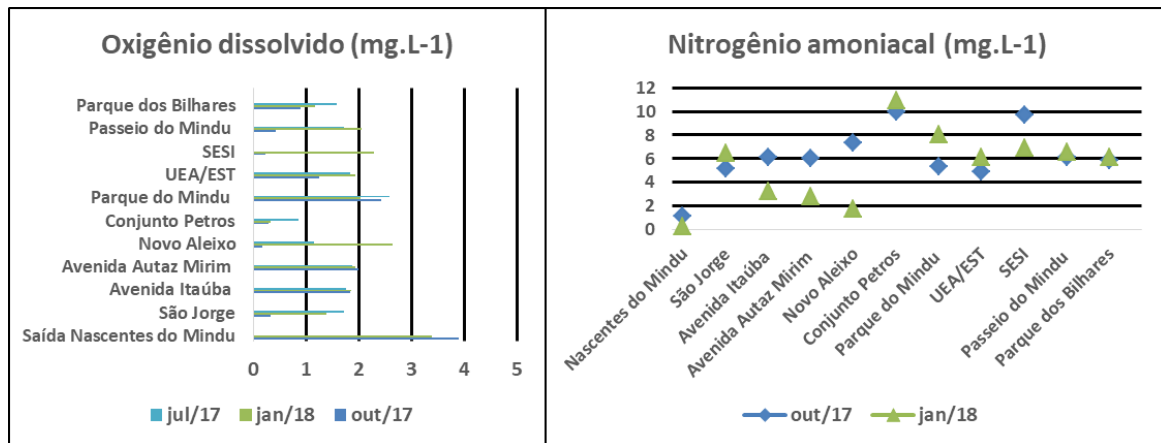 Oxigênio dissolvido (mg.L-1)
Parque dos Bilhares
Passeio do Mindu
SESI
UEA/EST
Parque do Mindu
Conjunto Petros
Novo Aleixo
Avenida Autaz Mirim
Avenida Itaúba
São Jorge
Saída Nascentes do Mindu
0 1 2 3 4 5
jul/17 jan/18 out/17
Nitrogênio amoniacal (mg.L-1)
12
10
8
6
4
2
0
Nascentes do Mindu
São Jorge
Avenida Itaúba
Avenida Autaz Mirim
Novo Aleixo
Conjunto Petros
Parque do Mindu
UEA/EST
SESI
Passeio do Mindu
Parque dos Bilhares
out/17 jan/18